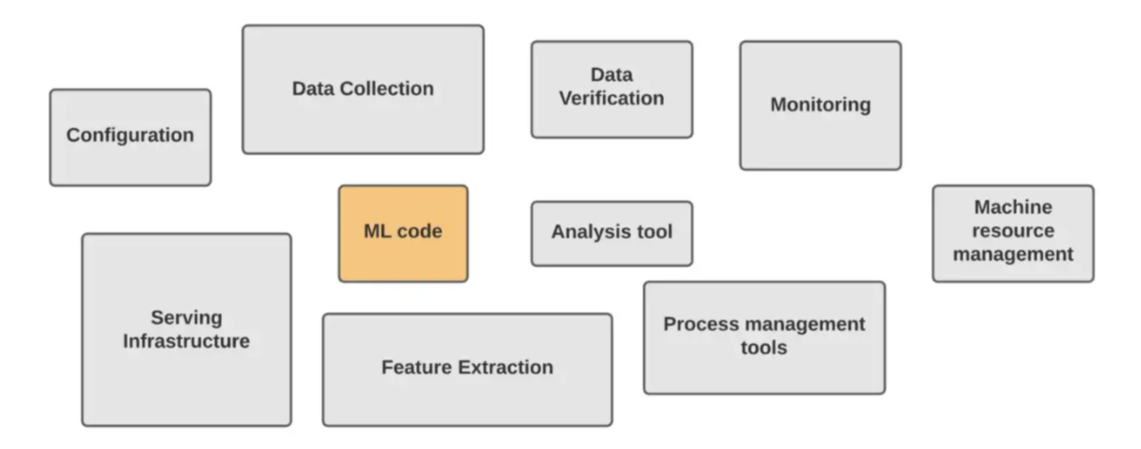 Data Collection
Data
Verification
Monitoring
Configuration
ML code
Analysis tool
Machine
resource
management
Serving
Infrastructure
Feature Extraction
Process management
tools